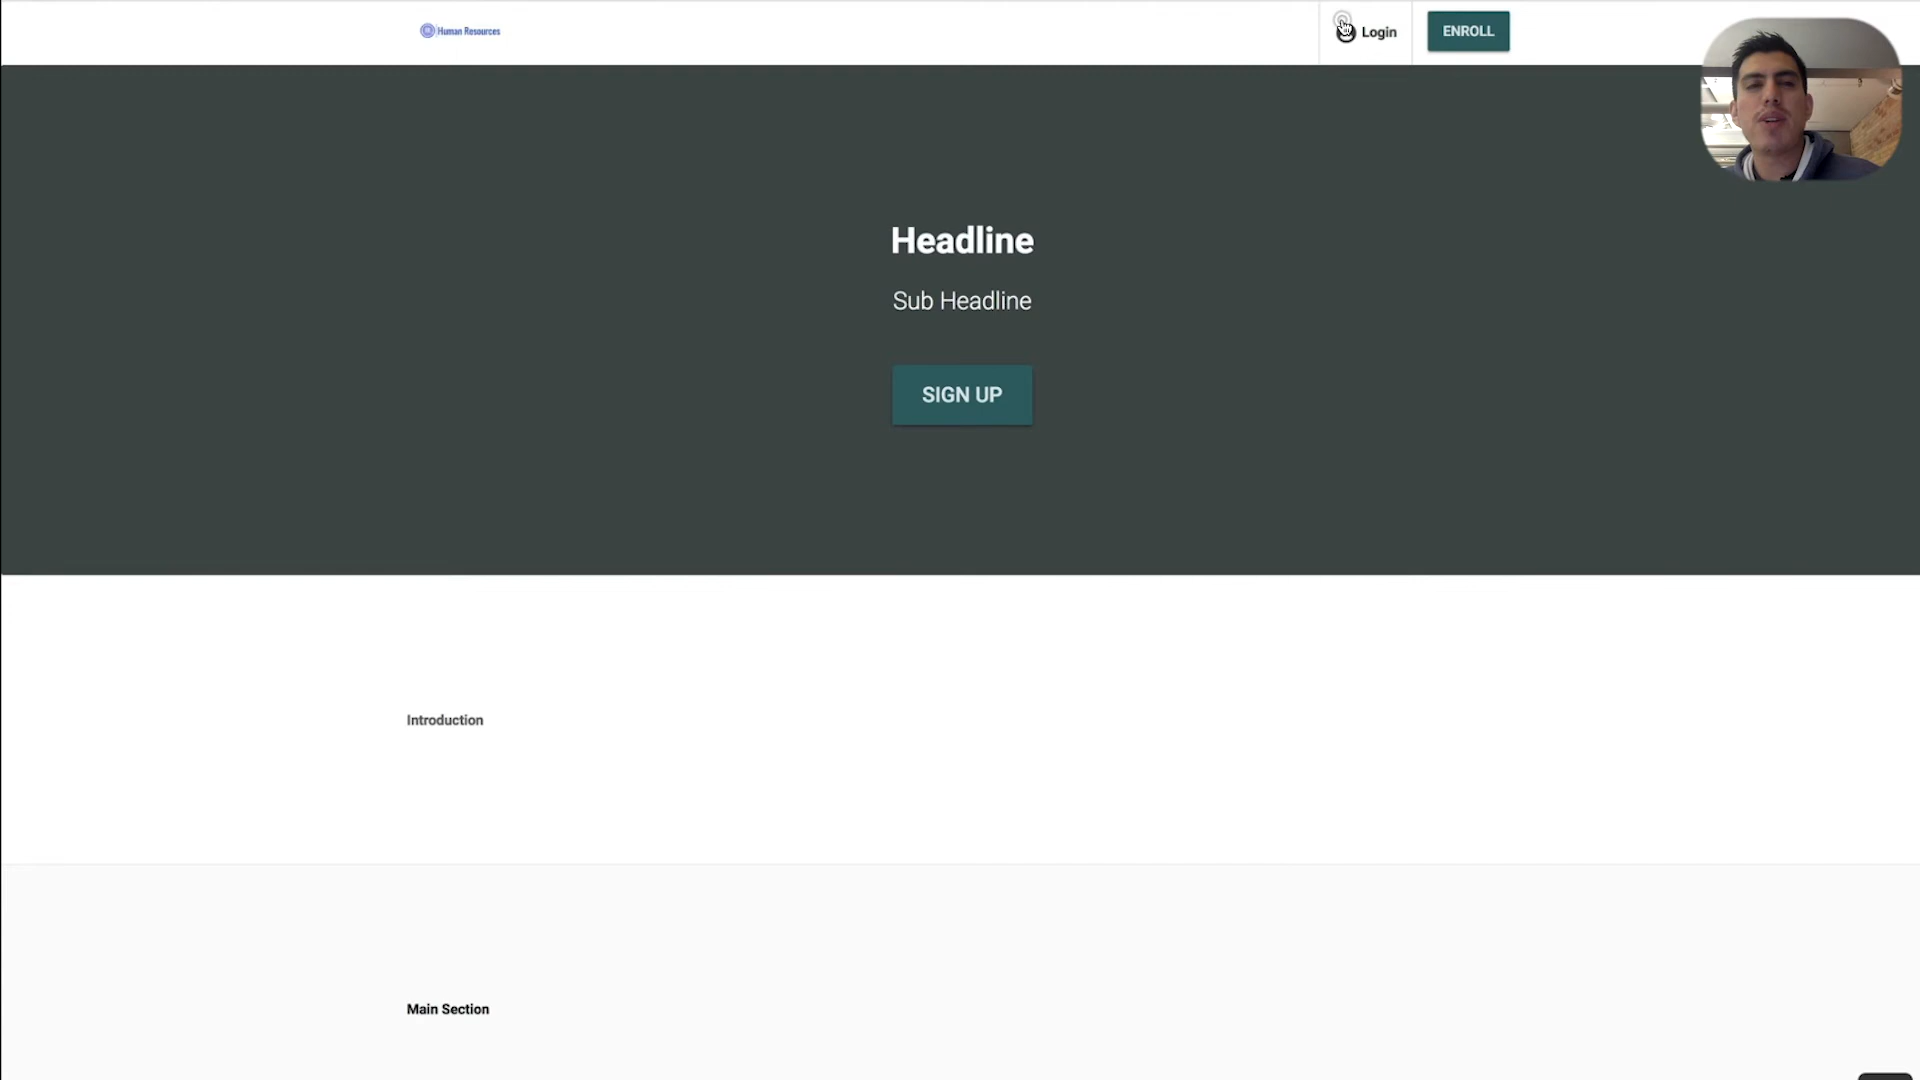 Human Resources
Login
ENROLL
Headline
Sub Headline
SIGN UP
Introduction
Main Section